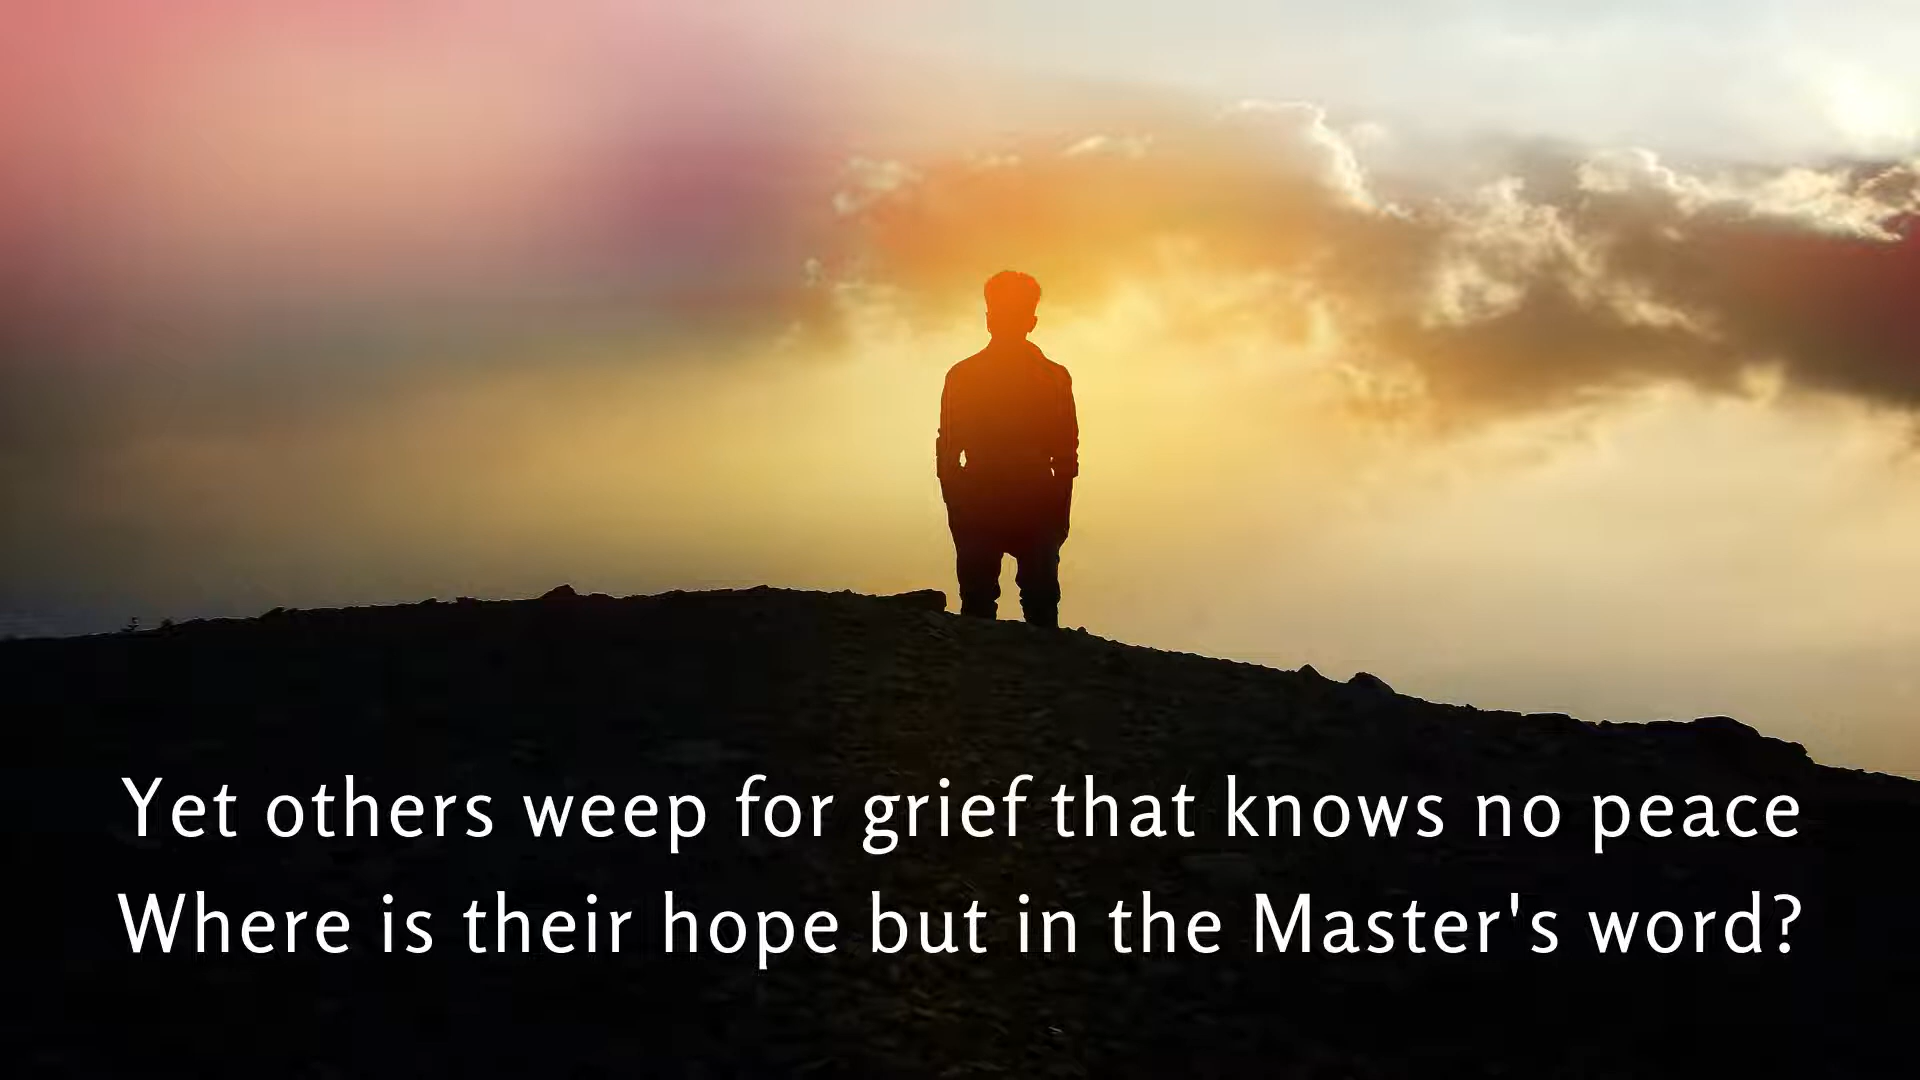 Yet others weep for grief that knows no peace
Where is their hope but in the Master's word?